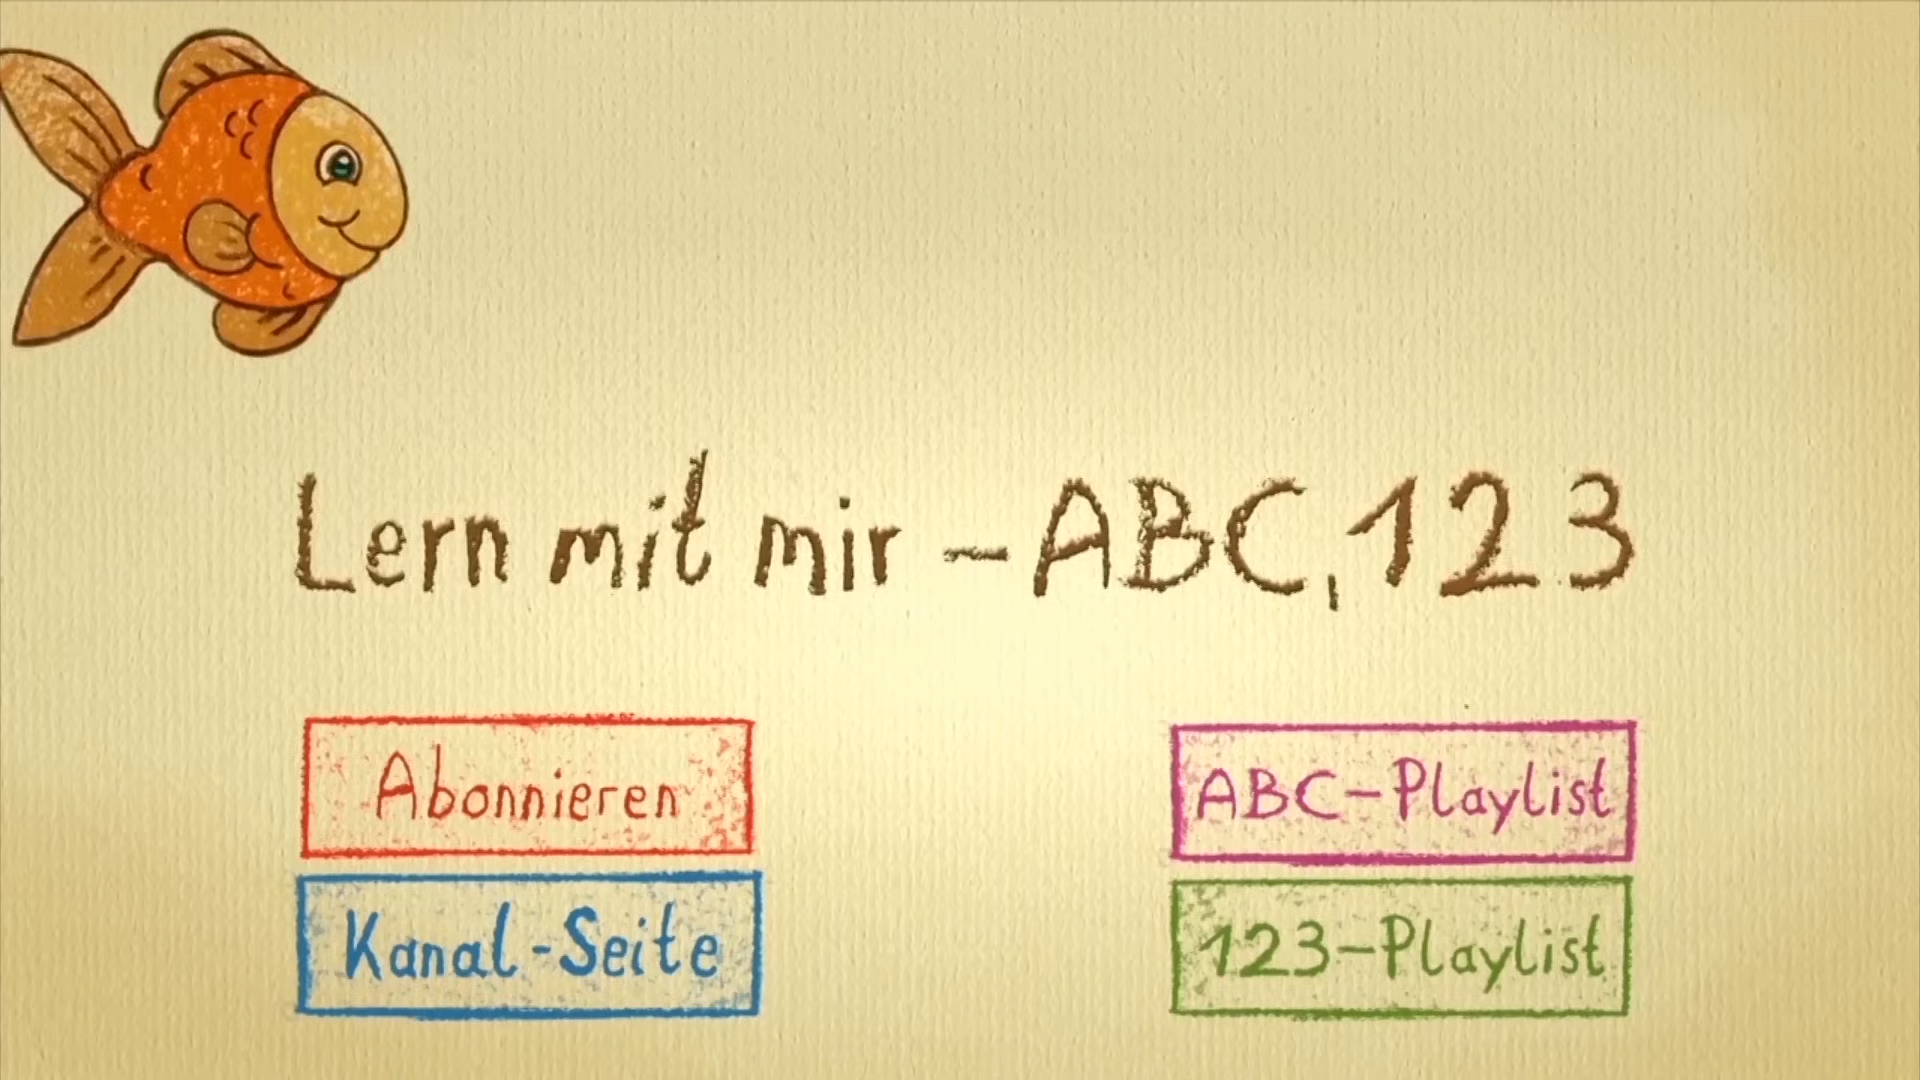 Lern mit mir - ABC, 123
Abonnieren
Kanal-Seite
ABC-Playlist
123-Playlist